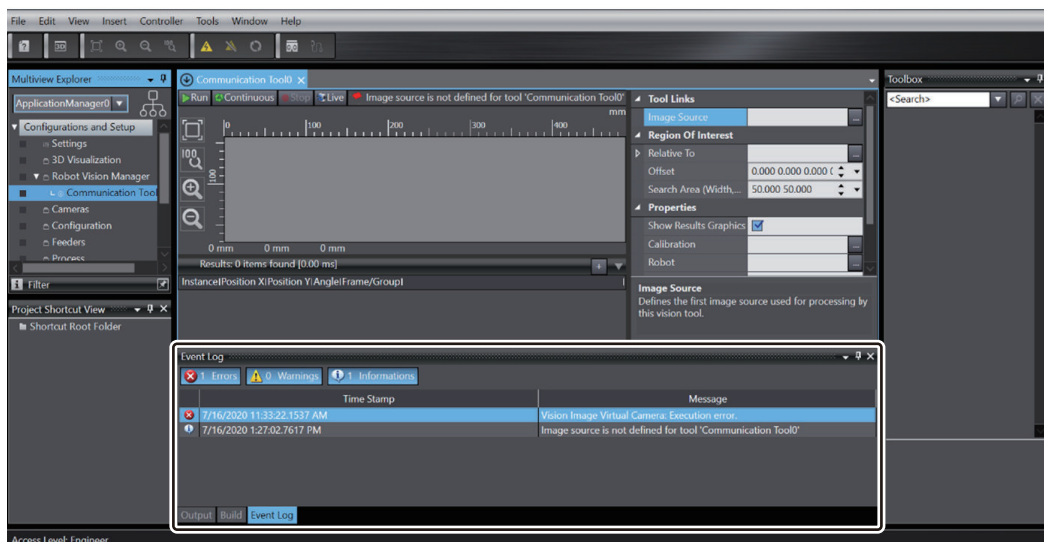 File Edit View Insert Controller Tools Window Help
3D
Multiview Explorer
Communication Tool0
Toolbox
ApplicationManager0
Run Continuous Stop Live Image source is not defined for tool 'Communication Tool0'
<Search>
Configurations and Setup
Settings
3D Visualization
Robot Vision Manager
Communication Tool
Cameras
Configuration
Feeders
Process
Filter
mm
0 100 200 300 400
100
0
0 mm 0 mm 0 mm
Results: 0 items found [0.00 ms]
Instance|Position X|Position Y|Angle|Frame/Group|
Tool Links
Image Source
Region Of Interest
Relative To
Offset 0.000 0.000 0.000
Search Area (Width,... 50.000 50.000
Properties
Show Results Graphics
Calibration
Robot
Image Source
Defines the first image source used for processing by
this vision tool.
Project Shortcut View
Shortcut Root Folder
Event Log
1 Errors 0 Warnings 1 Informations
Time Stamp Message
7/16/2020 11:33:22.1537 AM Vision Image Virtual Camera: Execution error.
7/16/2020 1:27:02.7617 PM Image source is not defined for tool 'Communication Tool0'
Output Build Event Log
Access Level: Engineer